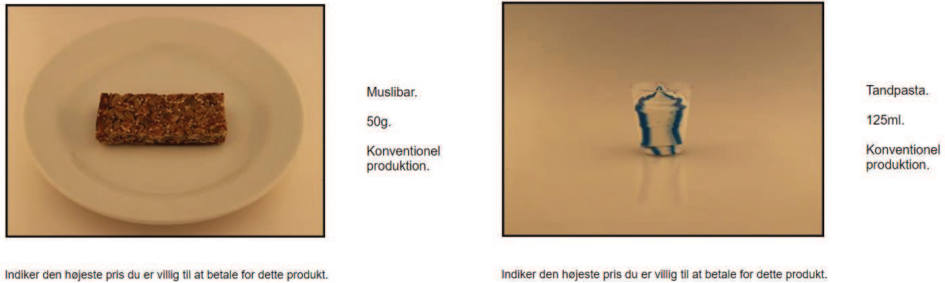 Muslibar.
50g.
Konventionel
produktion.
Indiker den højeste pris du er villig til at betale for dette produkt.
Tandpasta.
125ml.
Konventionel
produktion.
Indiker den højeste pris du er villig til at betale for dette produkt.